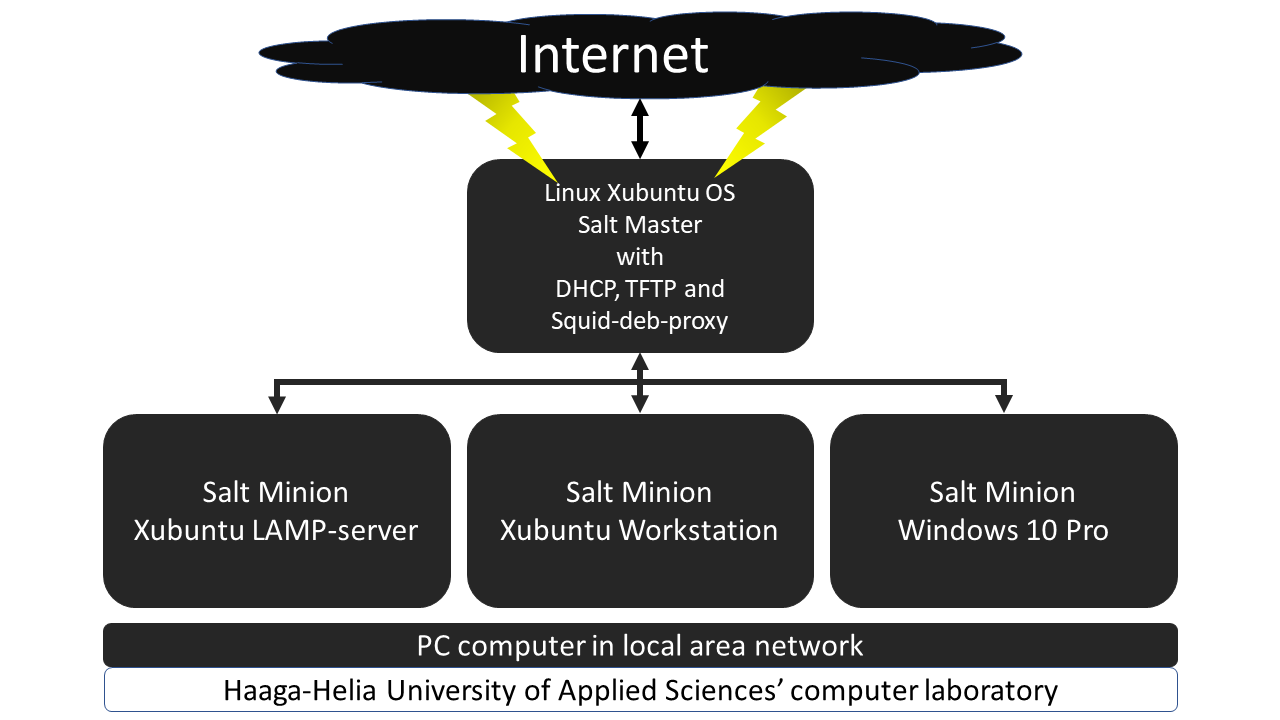 Internet
Linux Xubuntu OS
Salt Master
with
DHCP, TFTP and
Squid-deb-proxy
Salt Minion
Xubuntu LAMP-server
Salt Minion
Xubuntu Workstation
Salt Minion
Windows 10 Pro
PC computer in local area network
Haaga-Helia University of Applied Sciences’ computer laboratory